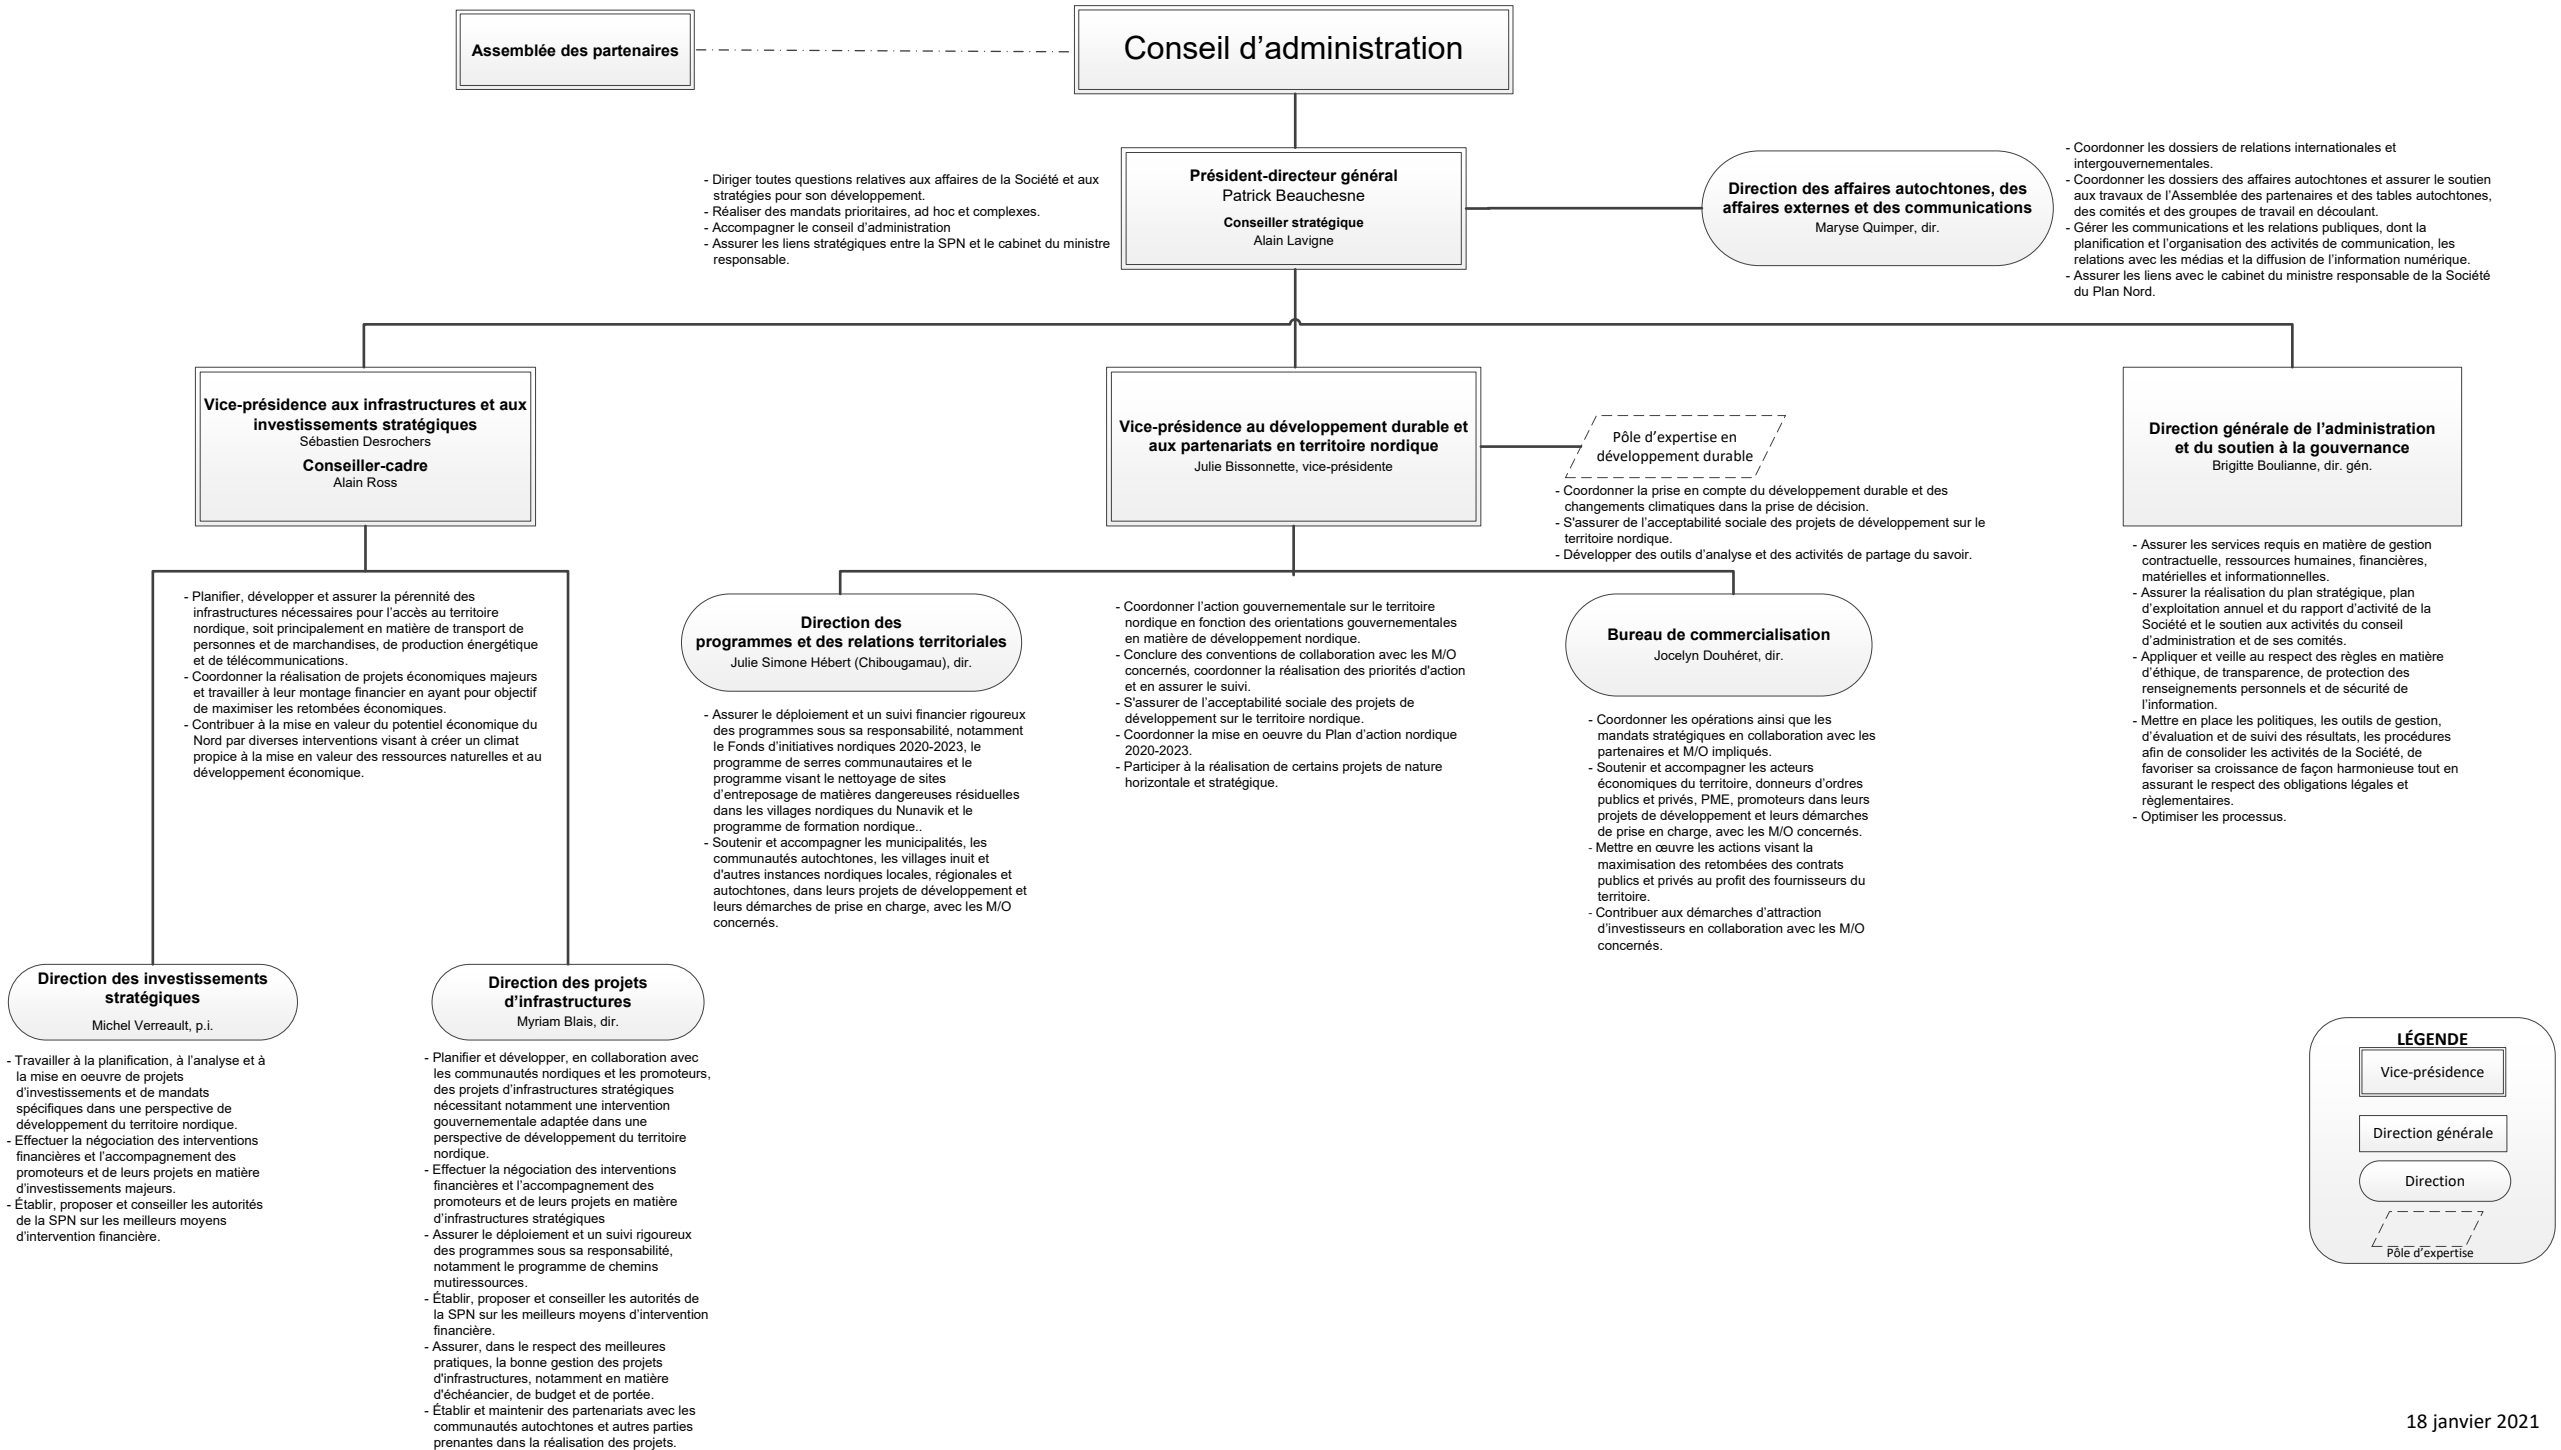 Assemblée des partenaires
Conseil d’administration
- Diriger toutes questions relatives aux affaires de la Société et aux
stratégies pour son développement.
- Réaliser des mandats prioritaires, ad hoc et complexes.
- Accompagner le conseil d’administration
- Assurer les liens stratégiques entre la SPN et le cabinet du ministre
responsable.
Président-directeur général
Patrick Beauchesne
Conseiller stratégique
Alain Lavigne
Direction des affaires autochtones, des
affaires externes et des communications
Maryse Quimper, dir.
- Coordonner les dossiers de relations internationales et
intergouvernementales.
- Coordonner les dossiers des affaires autochtones et assurer le soutien
aux travaux de l’Assemblée des partenaires et des tables autochtones,
des comités et des groupes de travail en découlant.
- Gérer les communications et les relations publiques, dont la
planification et l’organisation des activités de communication, les
relations avec les médias et la diffusion de l’information numérique.
- Assurer les liens avec le cabinet du ministre responsable de la Société
du Plan Nord.
Vice-présidence aux infrastructures et aux
investissements stratégiques
Sébastien Desrochers
Conseiller-cadre
Alain Ross
Vice-présidence au développement durable et
aux partenariats en territoire nordique
Julie Bissonnette, vice-présidente
Pôle d’expertise en
développement durable
- Coordonner la prise en compte du développement durable et des
changements climatiques dans la prise de décision.
- S'assurer de l’acceptabilité sociale des projets de développement sur le
territoire nordique.
- Développer des outils d’analyse et des activités de partage du savoir.
Direction générale de l’administration
et du soutien à la gouvernance
Brigitte Boulianne, dir. gén.
- Assurer les services requis en matière de gestion
contractuelle, ressources humaines, financières,
matérielles et informationnelles.
- Assurer la réalisation du plan stratégique, plan
d’exploitation annuel et du rapport d’activité de la
Société et le soutien aux activités du conseil
d’administration et de ses comités.
- Appliquer et veille au respect des règles en matière
d’éthique, de transparence, de protection des
renseignements personnels et de sécurité de
l’information.
- Mettre en place les politiques, les outils de gestion,
d’évaluation et de suivi des résultats, les procédures
afin de consolider les activités de la Société, de
favoriser sa croissance de façon harmonieuse tout en
assurant le respect des obligations légales et
règlementaires.
- Optimiser les processus.
- Planifier, développer et assurer la pérennité des
infrastructures nécessaires pour l’accès au territoire
nordique, soit principalement en matière de transport de
personnes et de marchandises, de production énergétique
et de télécommunications.
- Coordonner la réalisation de projets économiques majeurs
et travailler à leur montage financier en ayant pour objectif
de maximiser les retombées économiques.
- Contribuer à la mise en valeur du potentiel économique du
Nord par diverses interventions visant à créer un climat
propice à la mise en valeur des ressources naturelles et au
développement économique.
Direction des
programmes et des relations territoriales
Julie Simone Hébert (Chibougamau), dir.
- Assurer le déploiement et un suivi financier rigoureux
des programmes sous sa responsabilité, notamment
le Fonds d’initiatives nordiques 2020-2023, le
programme de serres communautaires et le
programme visant le nettoyage de sites
d’entreposage de matières dangereuses résiduelles
dans les villages nordiques du Nunavik et le
programme de formation nordique..
- Soutenir et accompagner les municipalités, les
communautés autochtones, les villages inuit et
d'autres instances nordiques locales, régionales et
autochtones, dans leurs projets de développement et
leurs démarches de prise en charge, avec les M/O
concernés.
- Coordonner l’action gouvernementale sur le territoire
nordique en fonction des orientations gouvernementales
en matière de développement nordique.
- Conclure des conventions de collaboration avec les M/O
concernés, coordonner la réalisation des priorités d'action
et en assurer le suivi.
- S'assurer de l’acceptabilité sociale des projets de
développement sur le territoire nordique.
- Coordonner la mise en oeuvre du Plan d’action nordique
2020-2023.
- Participer à la réalisation de certains projets de nature
horizontale et stratégique.
Bureau de commercialisation
Jocelyn Douhéret, dir.
- Coordonner les opérations ainsi que les
mandats stratégiques en collaboration avec les
partenaires et M/O impliqués.
- Soutenir et accompagner les acteurs
économiques du territoire, donneurs d’ordres
publics et privés, PME, promoteurs dans leurs
projets de développement et leurs démarches
de prise en charge, avec les M/O concernés.
- Mettre en œuvre les actions visant la
maximisation des retombées des contrats
publics et privés au profit des fournisseurs du
territoire.
- Contribuer aux démarches d’attraction
d’investisseurs en collaboration avec les M/O
concernés.
Direction des investissements
stratégiques
Michel Verreault, p.i.
- Travailler à la planification, à l’analyse et à
la mise en oeuvre de projets
d’investissements et de mandats
spécifiques dans une perspective de
développement du territoire nordique.
- Effectuer la négociation des interventions
financières et l’accompagnement des
promoteurs et de leurs projets en matière
d’investissements majeurs.
- Établir, proposer et conseiller les autorités
de la SPN sur les meilleurs moyens
d’intervention financière.
Direction des projets
d’infrastructures
Myriam Blais, dir.
- Planifier et développer, en collaboration avec
les communautés nordiques et les promoteurs,
des projets d’infrastructures stratégiques
nécessitant notamment une intervention
gouvernementale adaptée dans une
perspective de développement du territoire
nordique.
- Effectuer la négociation des interventions
financières et l’accompagnement des
promoteurs et de leurs projets en matière
d’infrastructures stratégiques
- Assurer le déploiement et un suivi rigoureux
des programmes sous sa responsabilité,
notamment le programme de chemins
mutiressources.
- Établir, proposer et conseiller les autorités de
la SPN sur les meilleurs moyens d’intervention
financière.
- Assurer, dans le respect des meilleures
pratiques, la bonne gestion des projets
d'infrastructures, notamment en matière
d'échéancier, de budget et de portée.
- Établir et maintenir des partenariats avec les
communautés autochtones et autres parties
prenantes dans la réalisation des projets.
LÉGENDE
Vice-présidence
Direction générale
Direction
Pôle d’expertise
18 janvier 2021